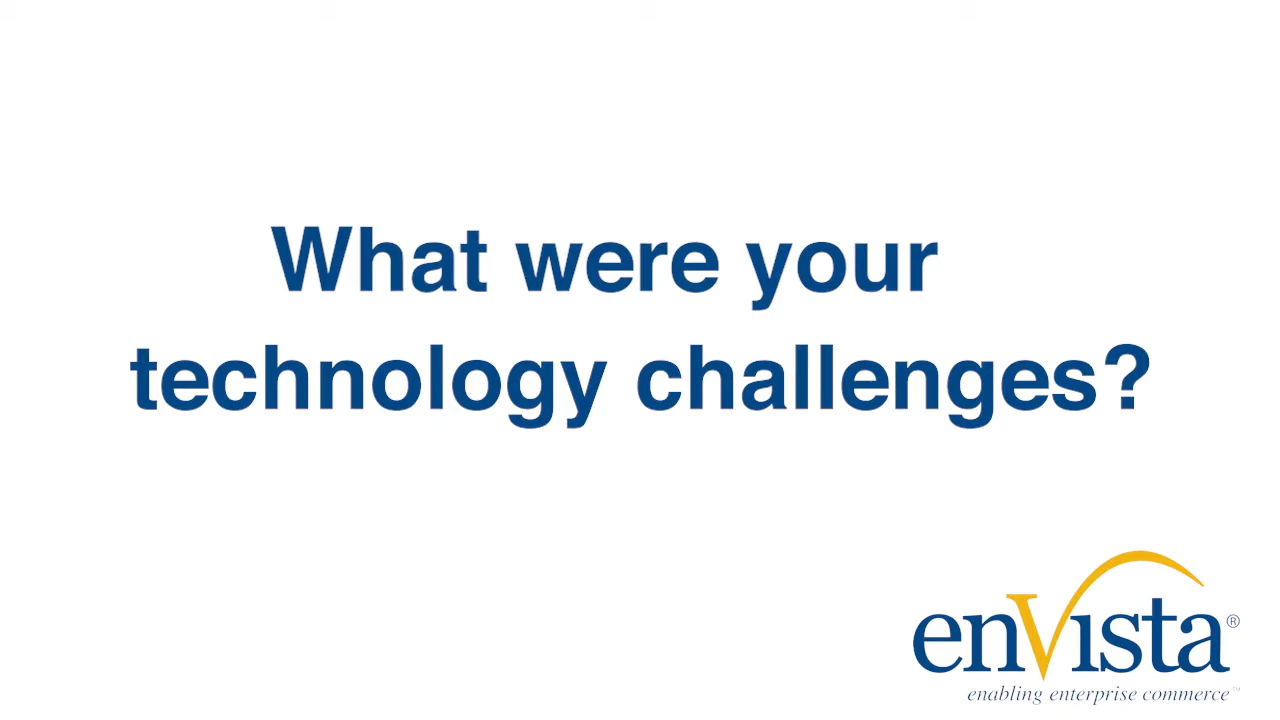 What were your
technology challenges?
enVista®
enabling enterprise commerce™